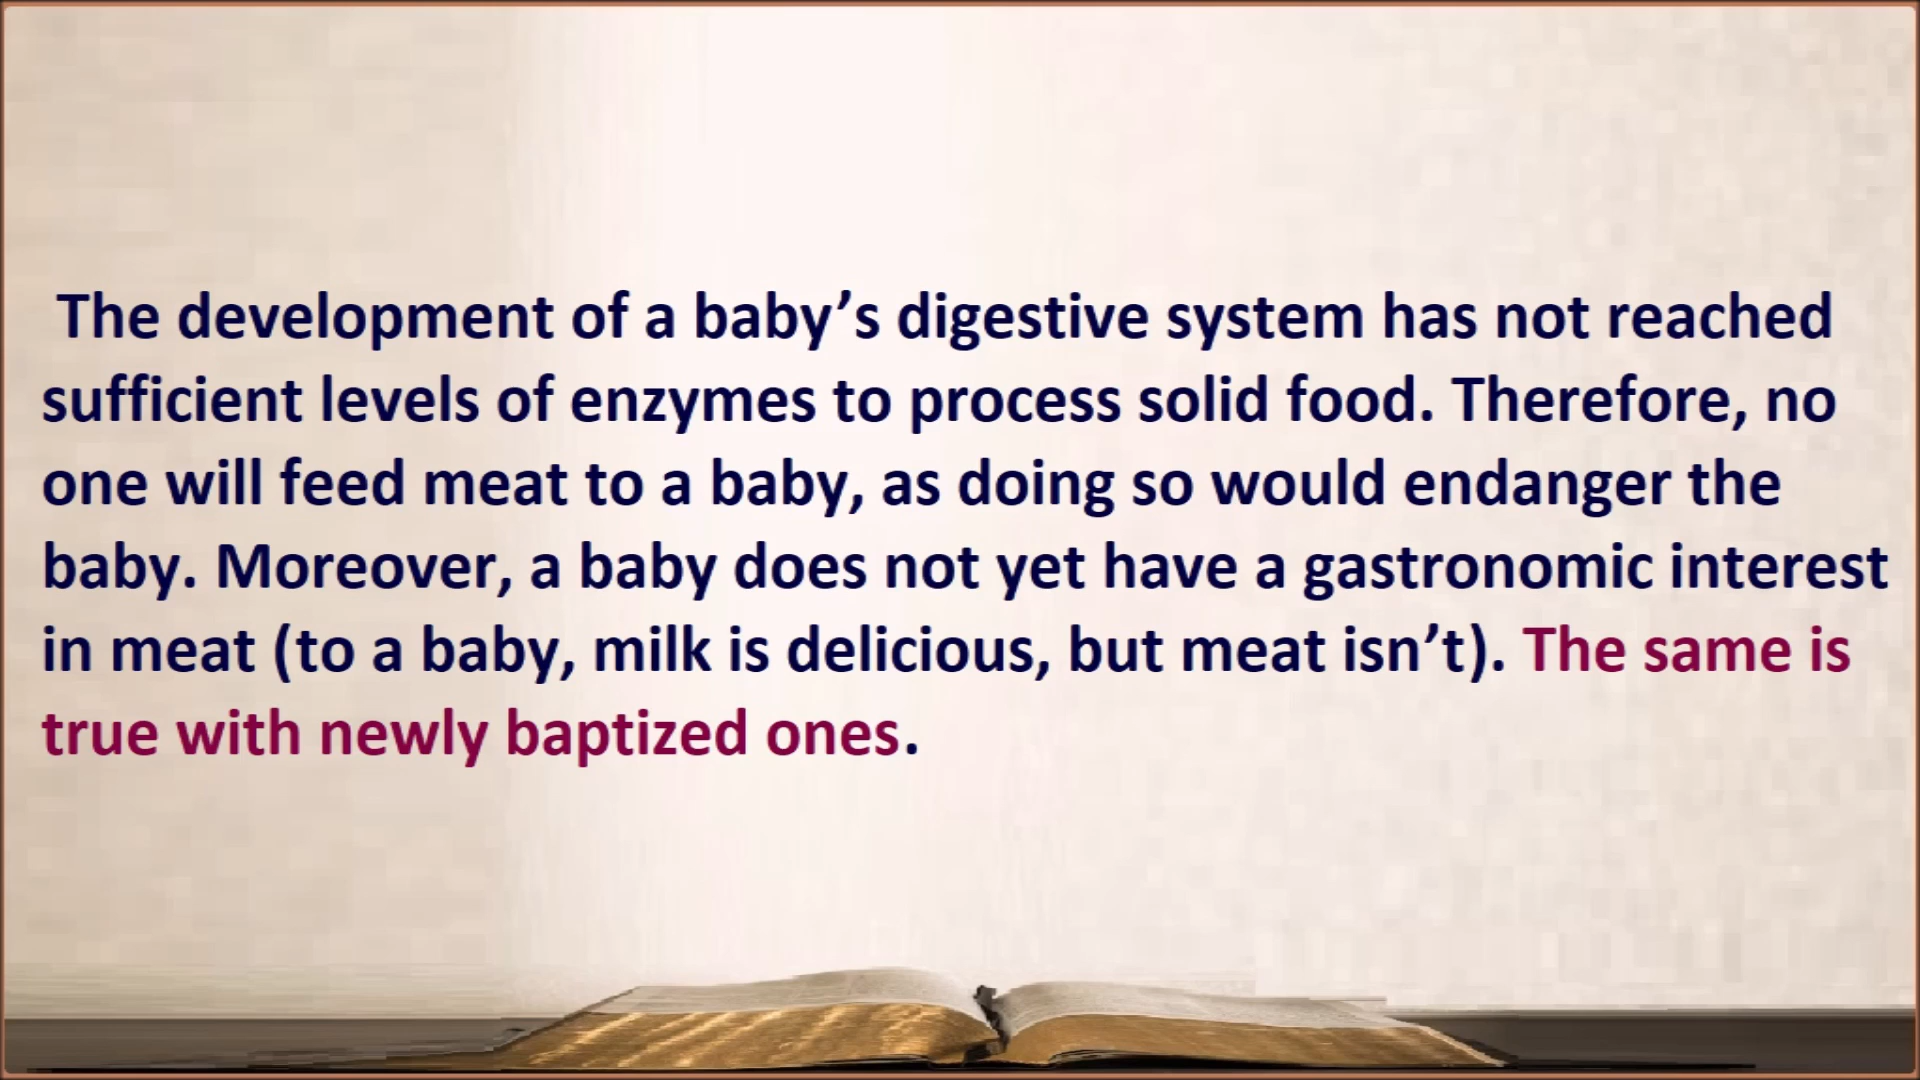 The development of a baby’s digestive system has not reached
sufficient levels of enzymes to process solid food. Therefore, no
one will feed meat to a baby, as doing so would endanger the
baby. Moreover, a baby does not yet have a gastronomic interest
in meat (to a baby, milk is delicious, but meat isn’t). The same is
true with newly baptized ones.